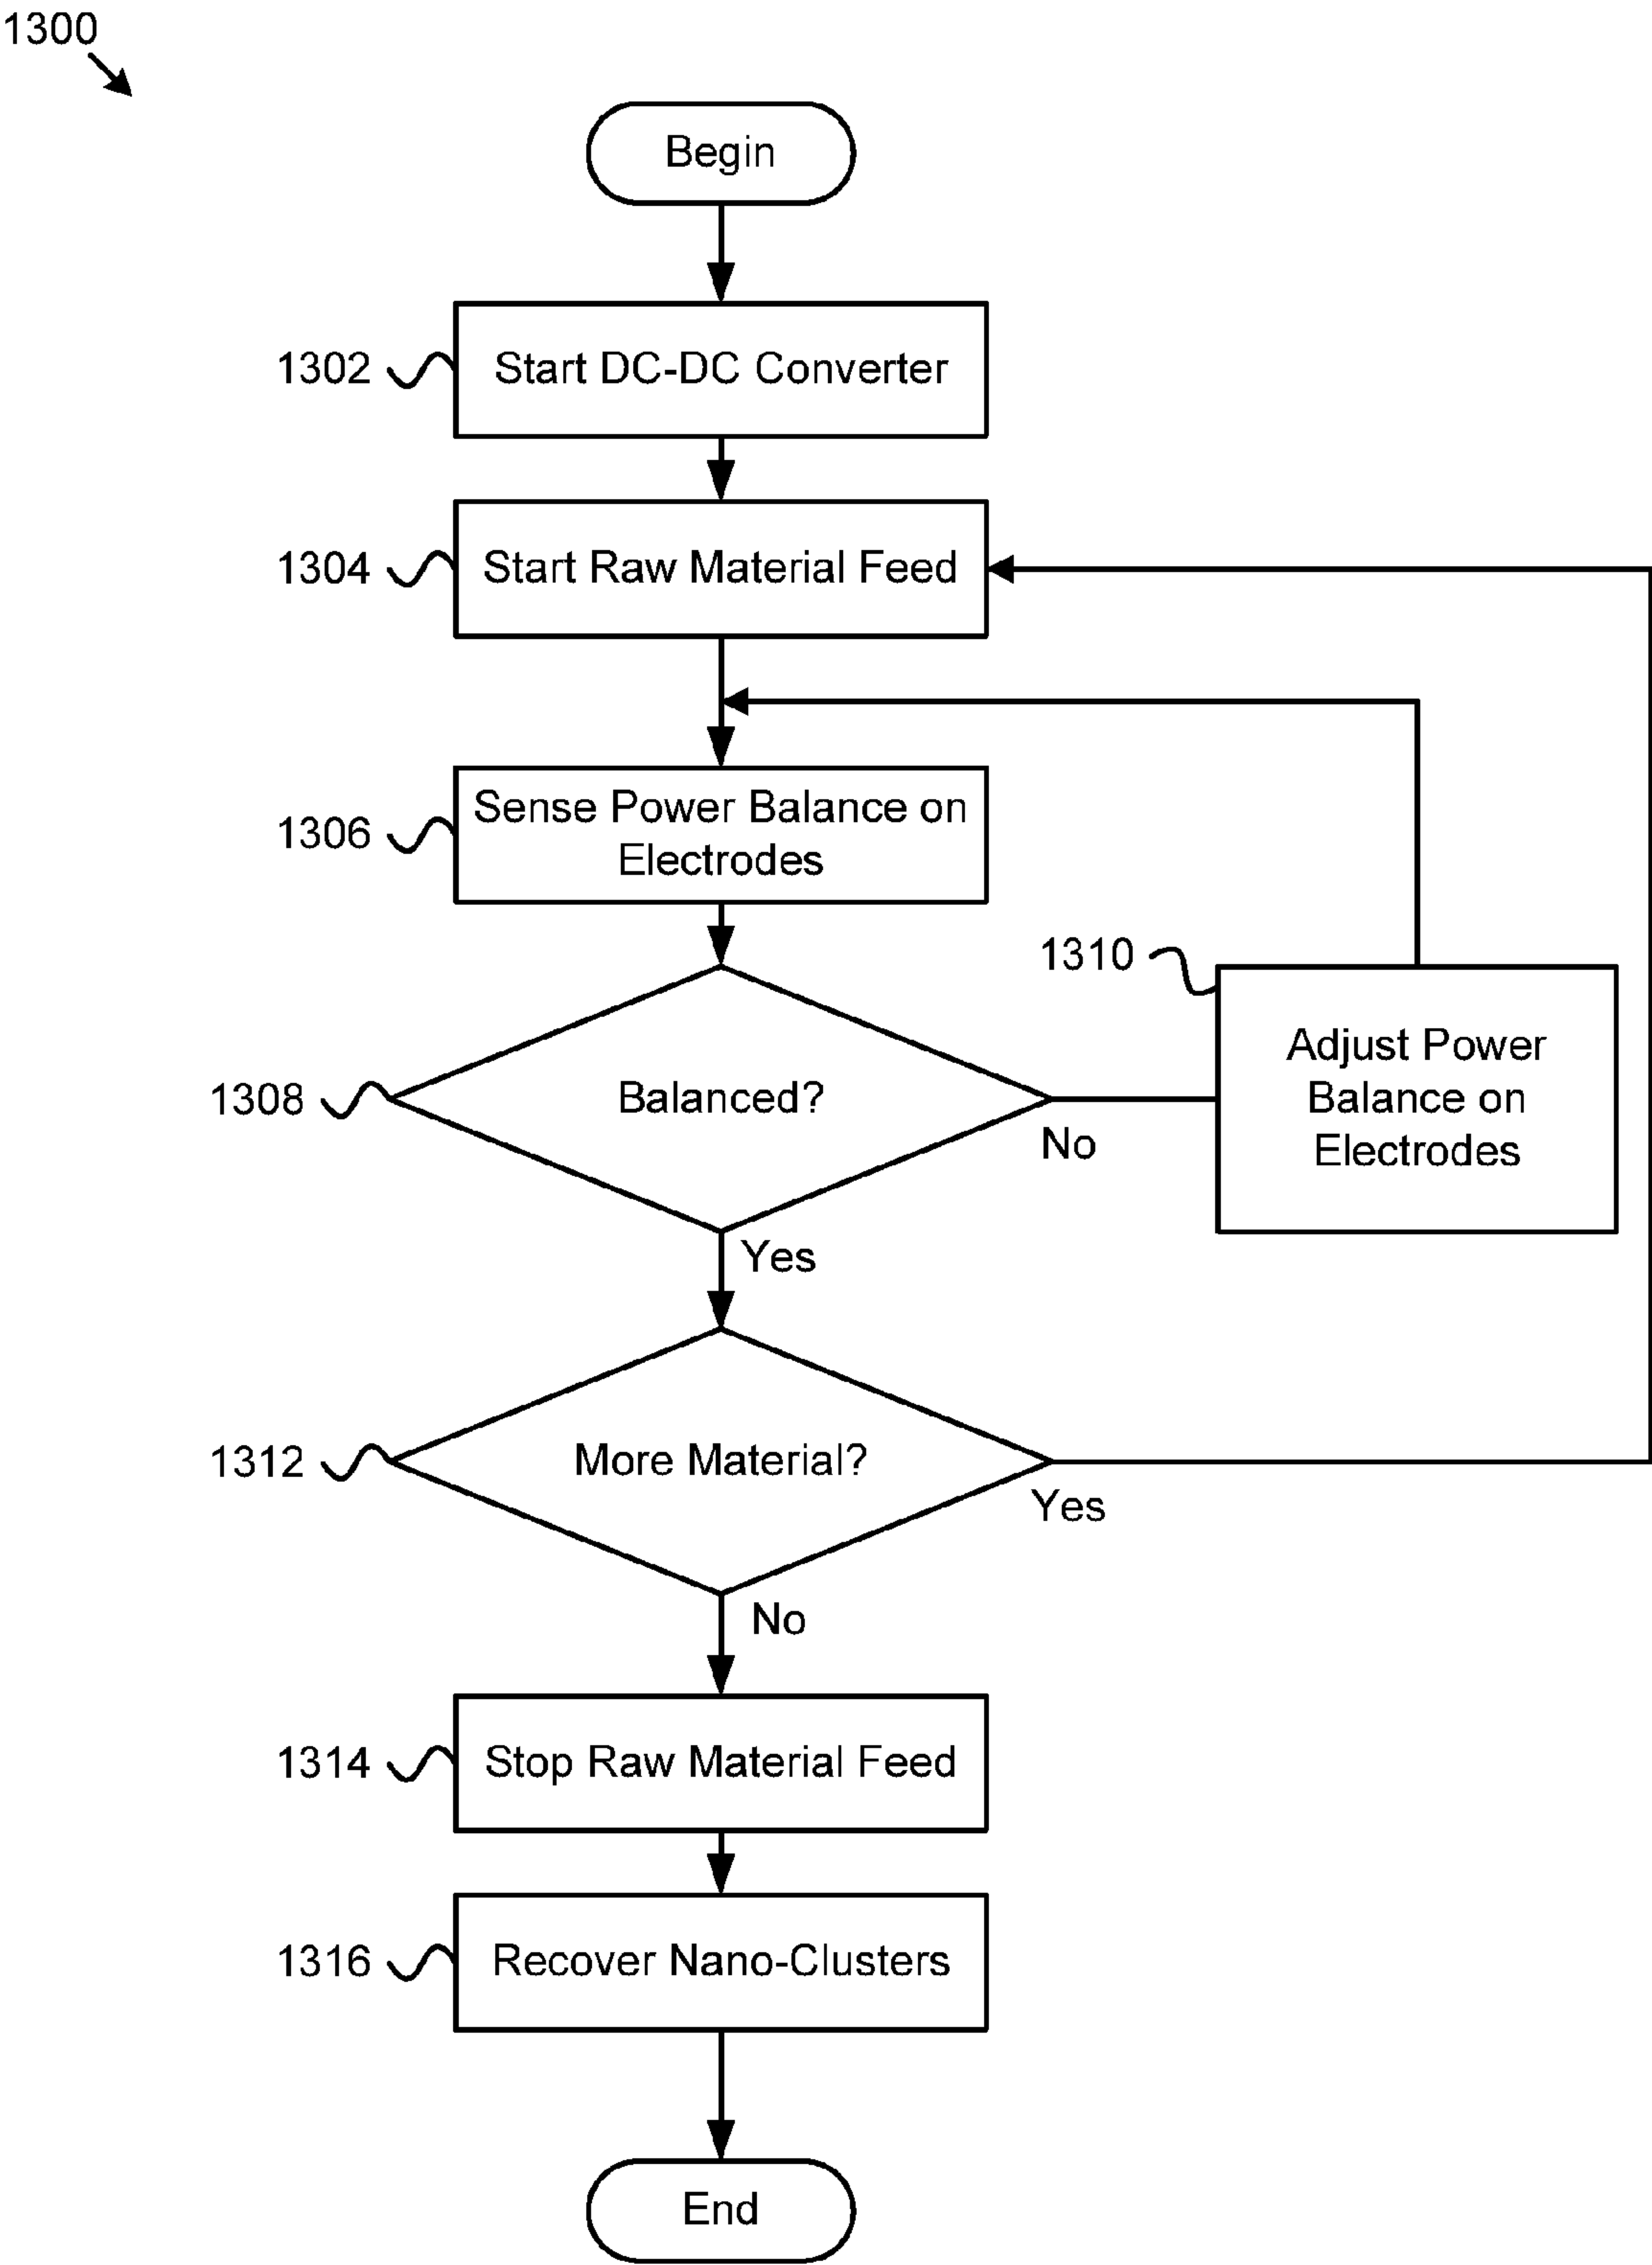 1300
Begin
1302
Start DC-DC Converter
1304
Start Raw Material Feed
1306
Sense Power Balance on
Electrodes
1308
Balanced?
No
1310
Adjust Power
Balance on
Electrodes
Yes
1312
More Material?
Yes
No
1314
Stop Raw Material Feed
1316
Recover Nano-Clusters
End